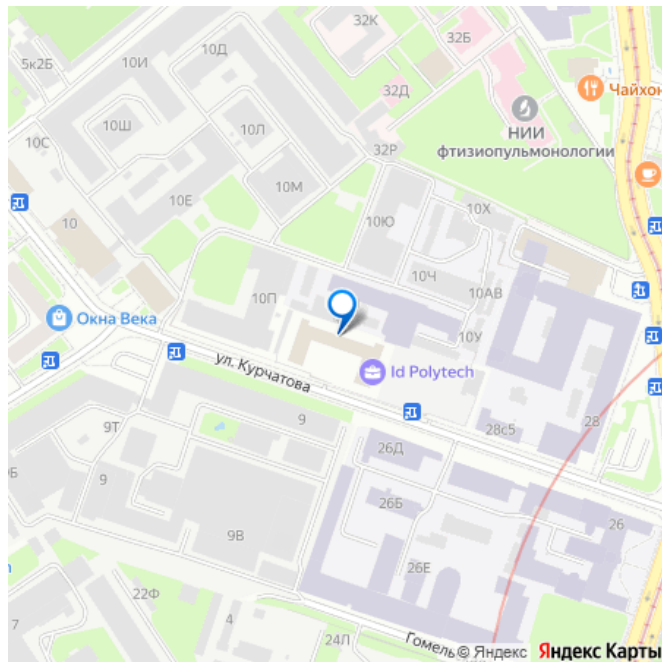 32К
32Б
5к2Б
10И
10Д
Чайхон
32Д
10Ш
10Л
НИИ
фтизиопульмонологии
10С
32Р
10М
10Е
10
10Ю
10Х
10Ч
10П
10АВ
Окна Века
10У
ул. Курчатова
Id Polytech
9
9Т
28с5
28
26Д
9Б
9
26Б
9В
26
26Е
22Ф
4
7
24Л
Гомель
© Яндекс
Яндекс Карты